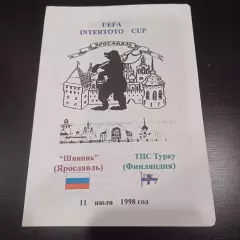 UEFA
INTERTOTO CUP
ЯРОСЛАВЛЬ
"Шинник" ТПС Турку
(Ярославль) (Финляндия)
11 июля 1998 год